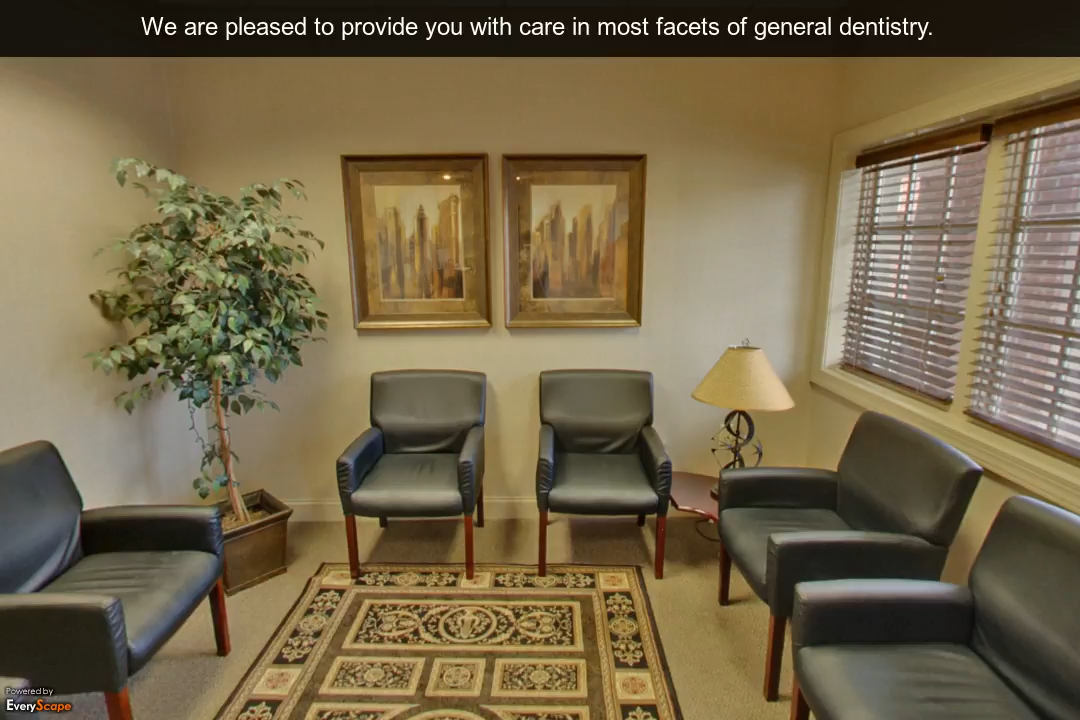 We are pleased to provide you with care in most facets of general dentistry.
Powered by
EveryScape